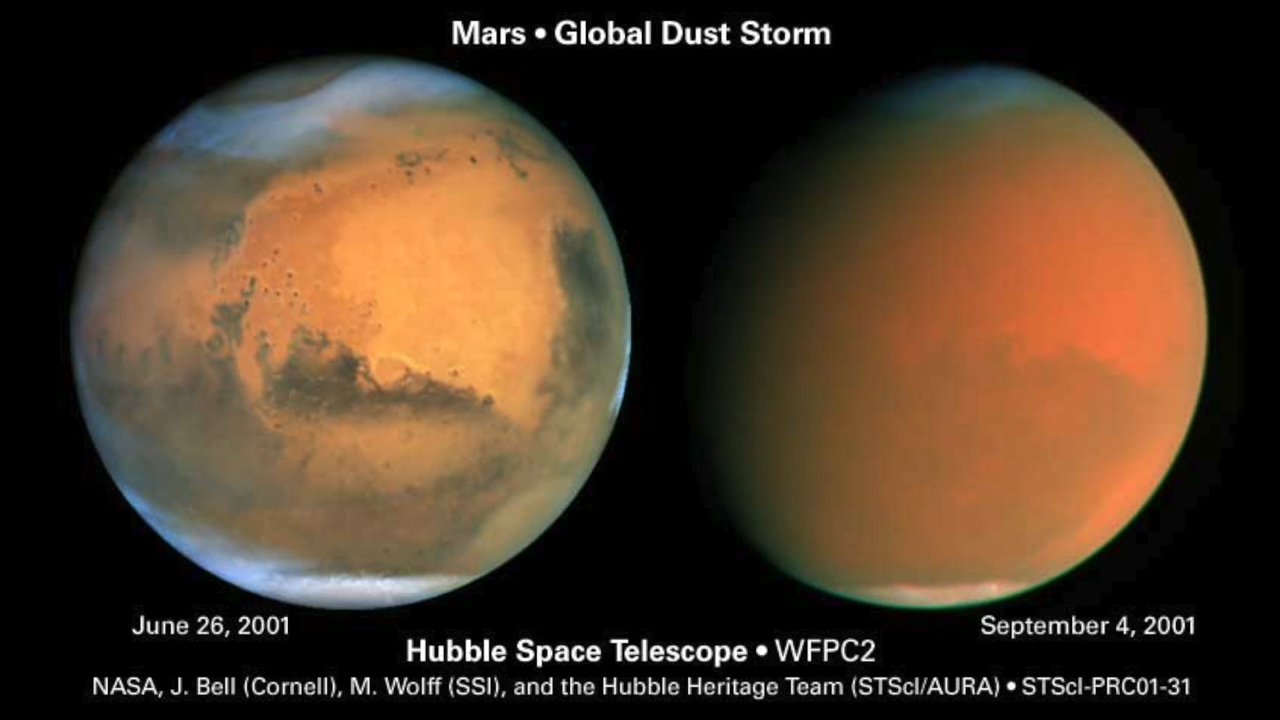 Mars • Global Dust Storm
June 26, 2001
September 4, 2001
Hubble Space Telescope • WFPC2
NASA, J. Bell (Cornell), M. Wolff (SSI), and the Hubble Heritage Team (STScI/AURA) • STScI-PRC01-31